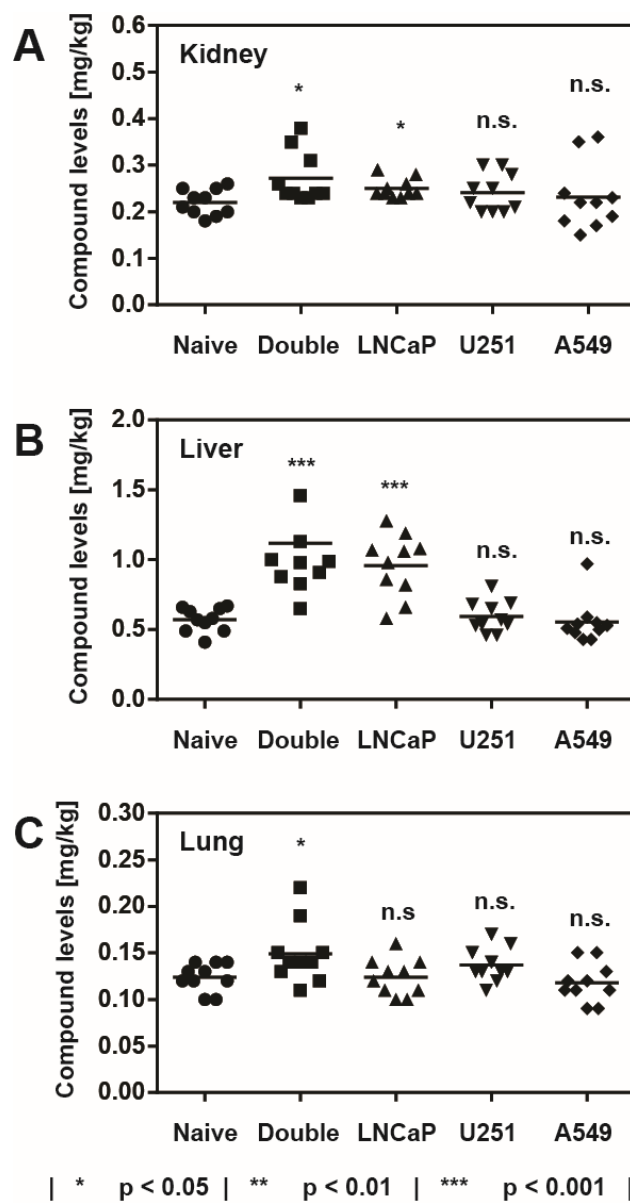 A Kidney
Compound levels [mg/kg]
0.6
0.5
0.4
0.3
0.2
0.1
0.0
* * n.s. n.s.
Naive Double LNCaP U251 A549
B Liver
Compound levels [mg/kg]
2.0
1.5
1.0
0.5
0.0
*** *** n.s. n.s.
Naive Double LNCaP U251 A549
C Lung
Compound levels [mg/kg]
0.30
0.25
0.20
0.15
0.10
0.05
0.00
* n.s n.s. n.s.
Naive Double LNCaP U251 A549
| * p < 0.05 | ** p < 0.01 | *** p < 0.001 |